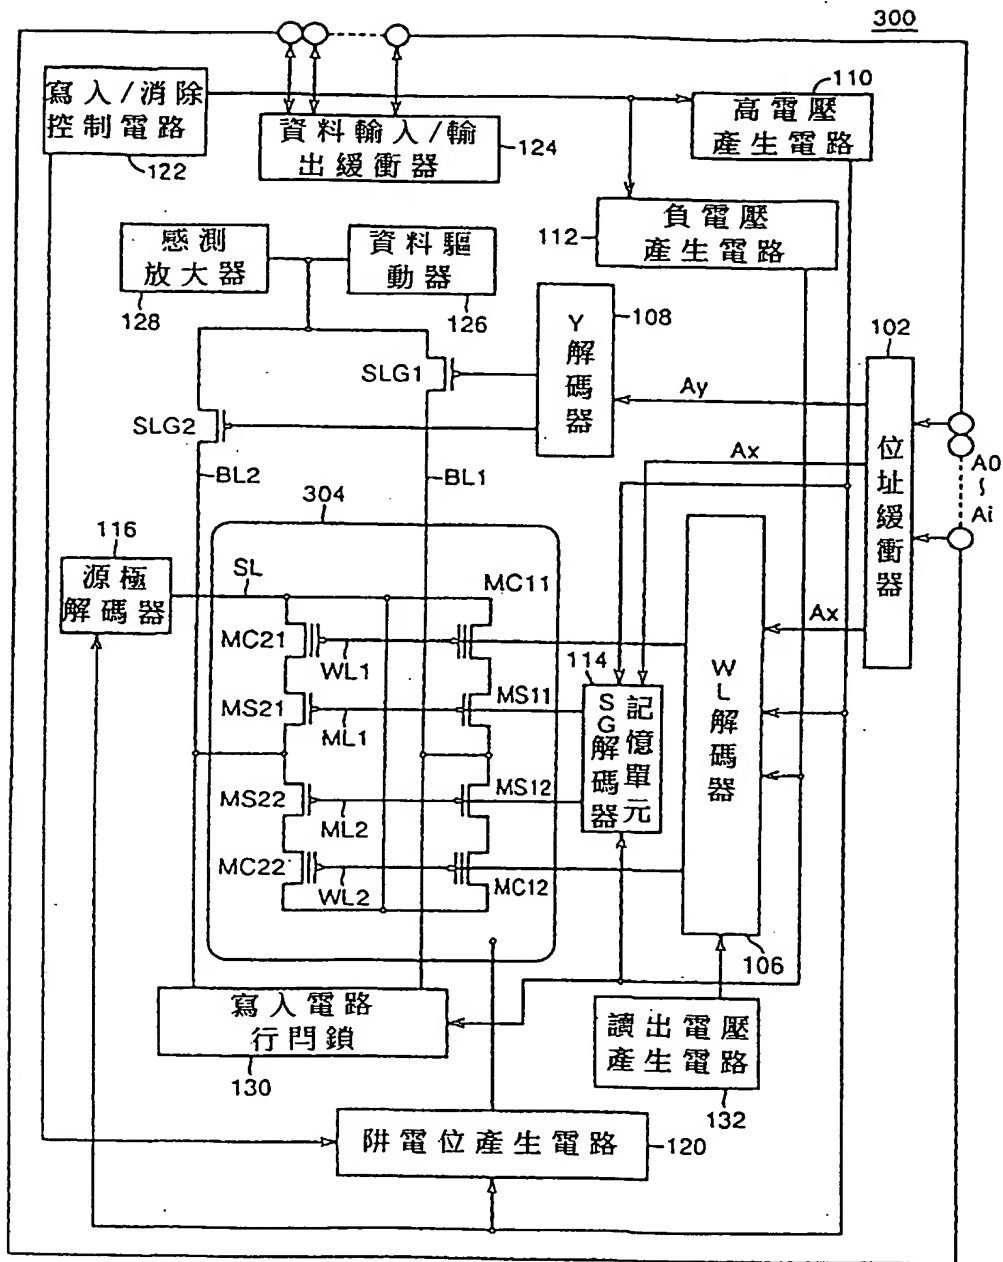 300
寫入/消除
控制電路
122
資料輸入/輸
出緩衝器
124
110
高電壓
產生電路
負電壓
產生電路
112
感測
放大器
128
資料驅
動器
126
Y解碼器
108
102
位址緩衝器
SLG1
SLG2
Ay
Ax
A0
~
Ai
BL2
BL1
304
116
源極
解碼器
SL
MC11
MC21
WL1
Ax
WL解碼器
114
MS11
MS21
ML1
記憶單元
SG解碼器
MS22
ML2
MS12
MC22
WL2
MC12
106
寫入電路
行閂鎖
130
讀出電壓
產生電路
132
阱電位產生電路
120